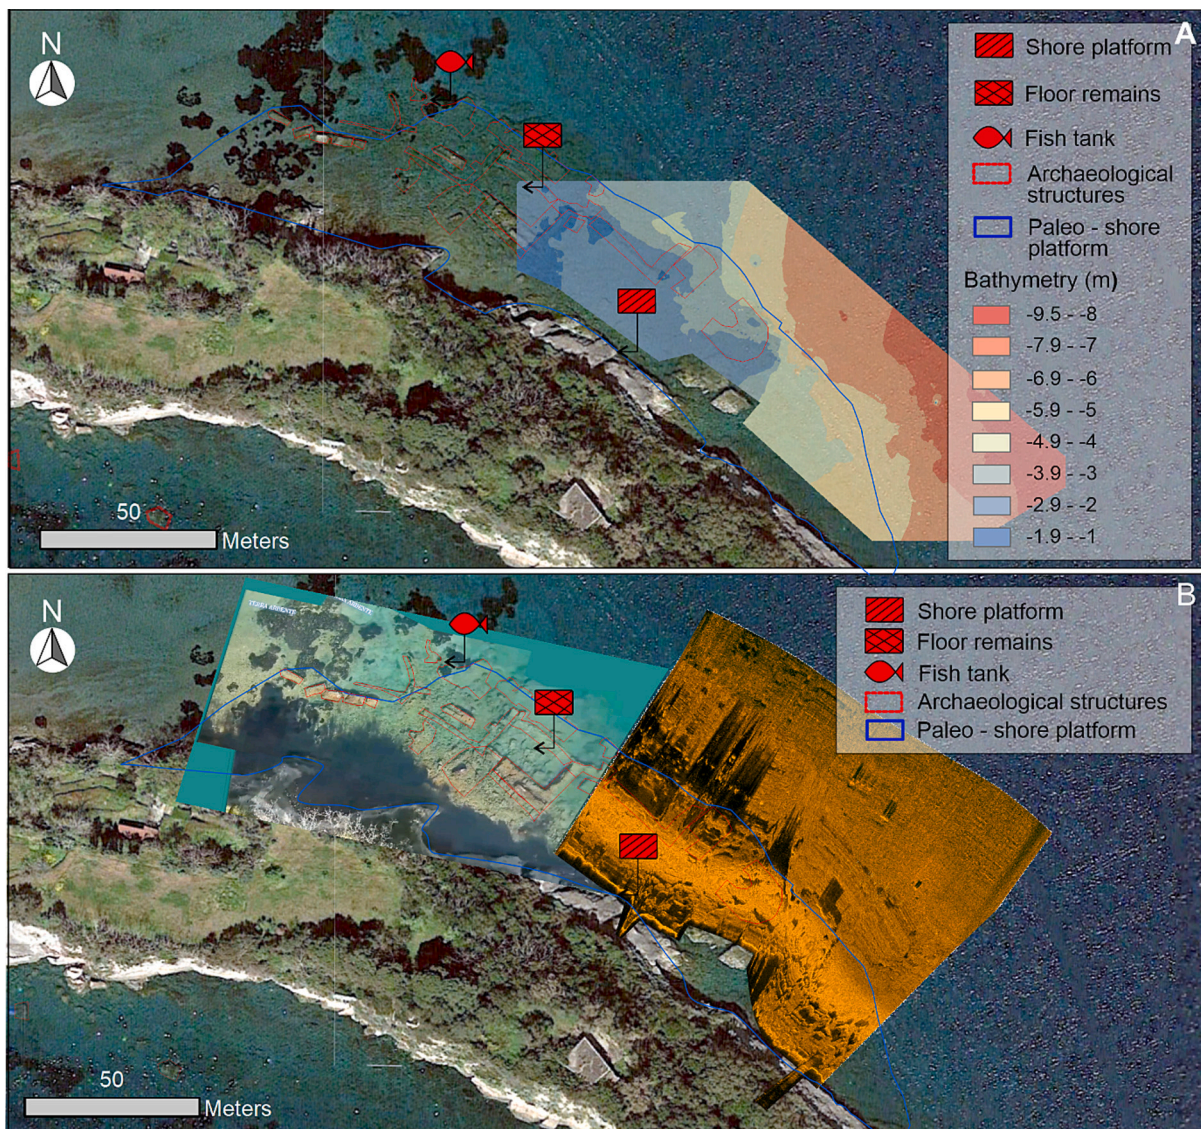 A
N
Shore platform
Floor remains
Fish tank
Archaeological
structures
Paleo - shore
platform
Bathymetry (m)
-9.5 - -8
-7.9 - -7
-6.9 - -6
-5.9 - -5
-4.9 - -4
-3.9 - -3
-2.9 - -2
-1.9 - -1
50
Meters
B
N
TERRA ARDENTE
Shore platform
Floor remains
Fish tank
Archaeological structures
Paleo - shore platform
50
Meters